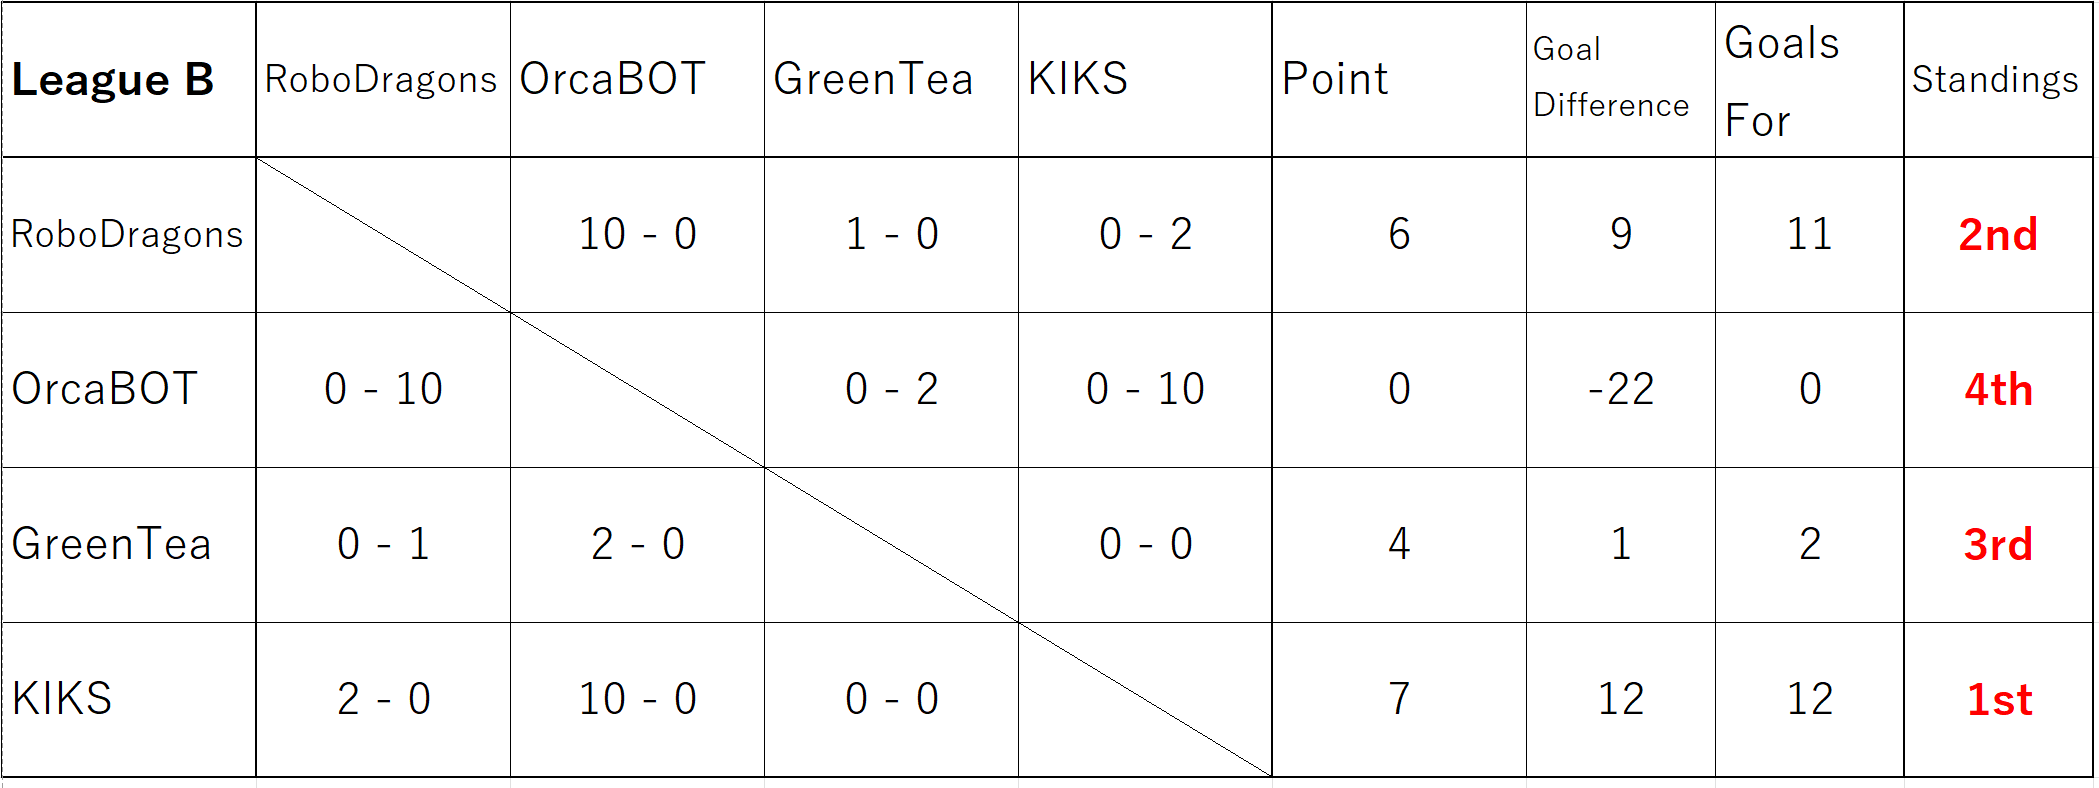 League B RoboDragons OrcaBOT GreenTea KIKS Point Goal Difference Goals For Standings
RoboDragons 10 - 0 1 - 0 0 - 2 6 9 11 2nd
OrcaBOT 0 - 10 0 - 2 0 - 10 0 -22 0 4th
GreenTea 0 - 1 2 - 0 0 - 0 4 1 2 3rd
KIKS 2 - 0 10 - 0 0 - 0 7 12 12 1st